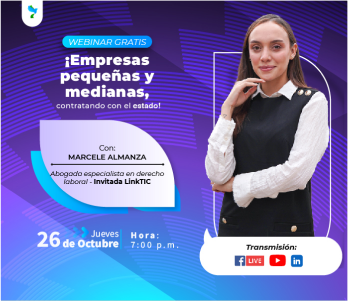 WEBINAR GRATIS
¡Empresas
pequeñas y
medianas,
contratando con el estado!
Con:
MARCELE ALMANZA
Abogado especialista en derecho
laboral - Invitada LinkTIC
26 Jueves
de Octubre
Hora:
7:00 p.m.
Transmisión:
LIVE